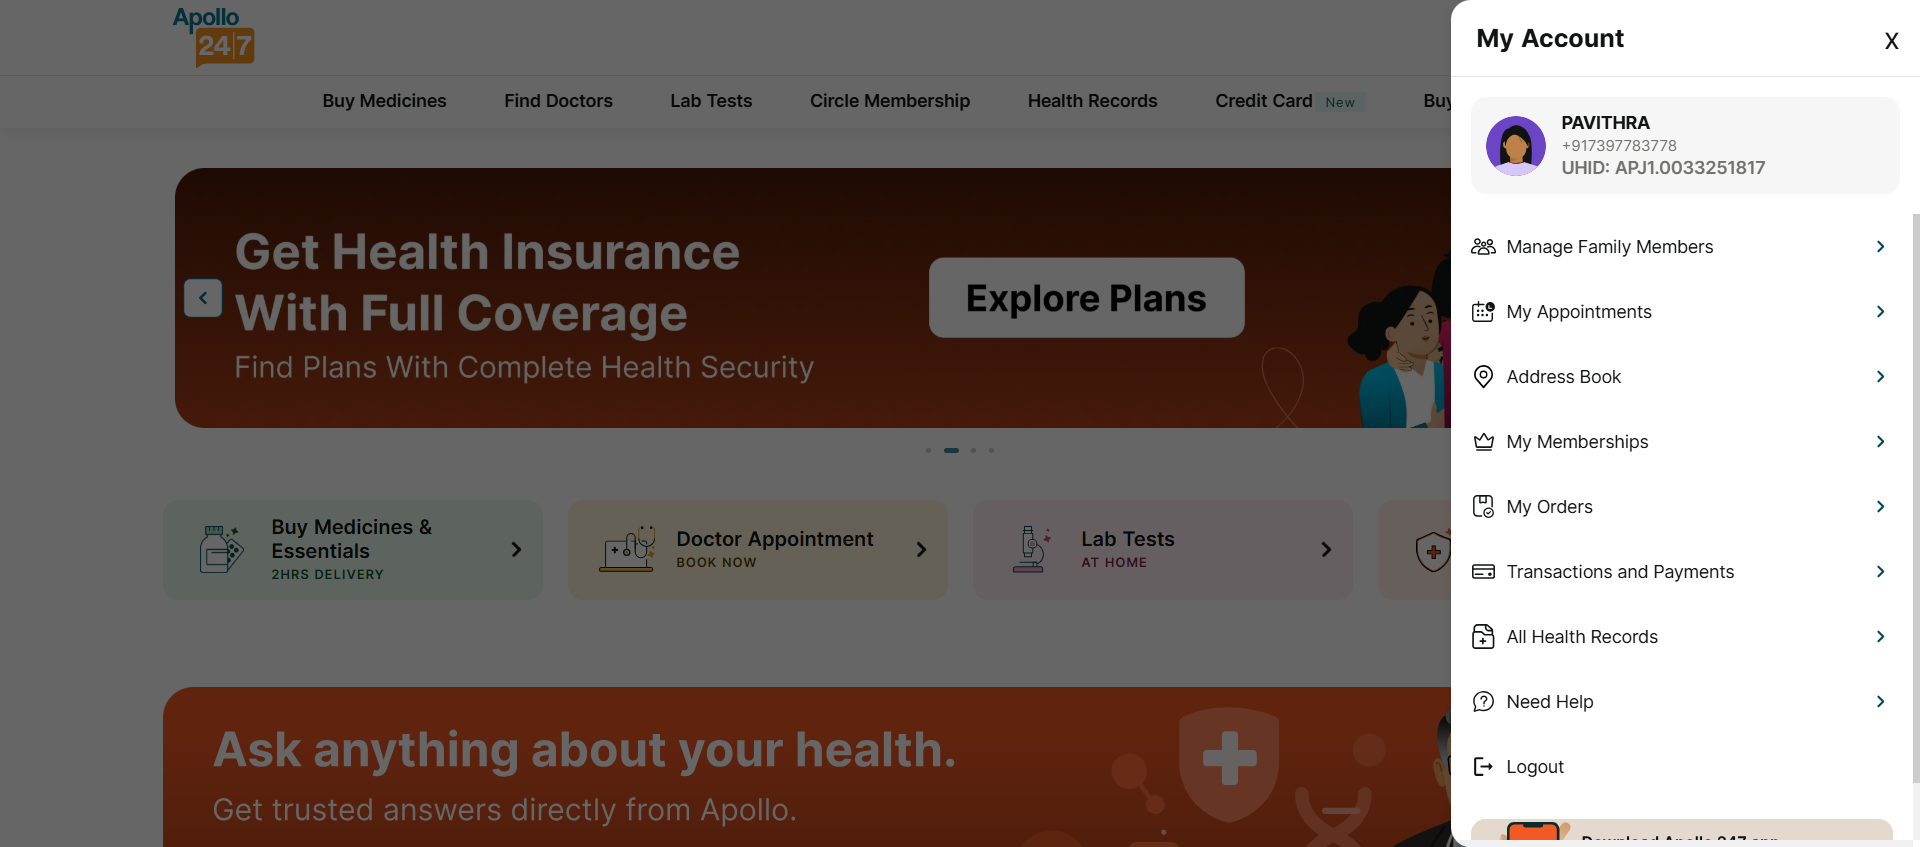 Apollo
24|7
Buy Medicines
Find Doctors
Lab Tests
Circle Membership
Health Records
Credit Card New
Buy
Get Health Insurance
With Full Coverage
Find Plans With Complete Health Security
Explore Plans
Buy Medicines &
Essentials
2HRS DELIVERY
Doctor Appointment
BOOK NOW
Lab Tests
AT HOME
Ask anything about your health.
Get trusted answers directly from Apollo.
My Account
X
PAVITHRA
+917397783778
UHID: APJ1.0033251817
Manage Family Members
My Appointments
Address Book
My Memberships
My Orders
Transactions and Payments
All Health Records
Need Help
Logout
Download Apollo 247 app